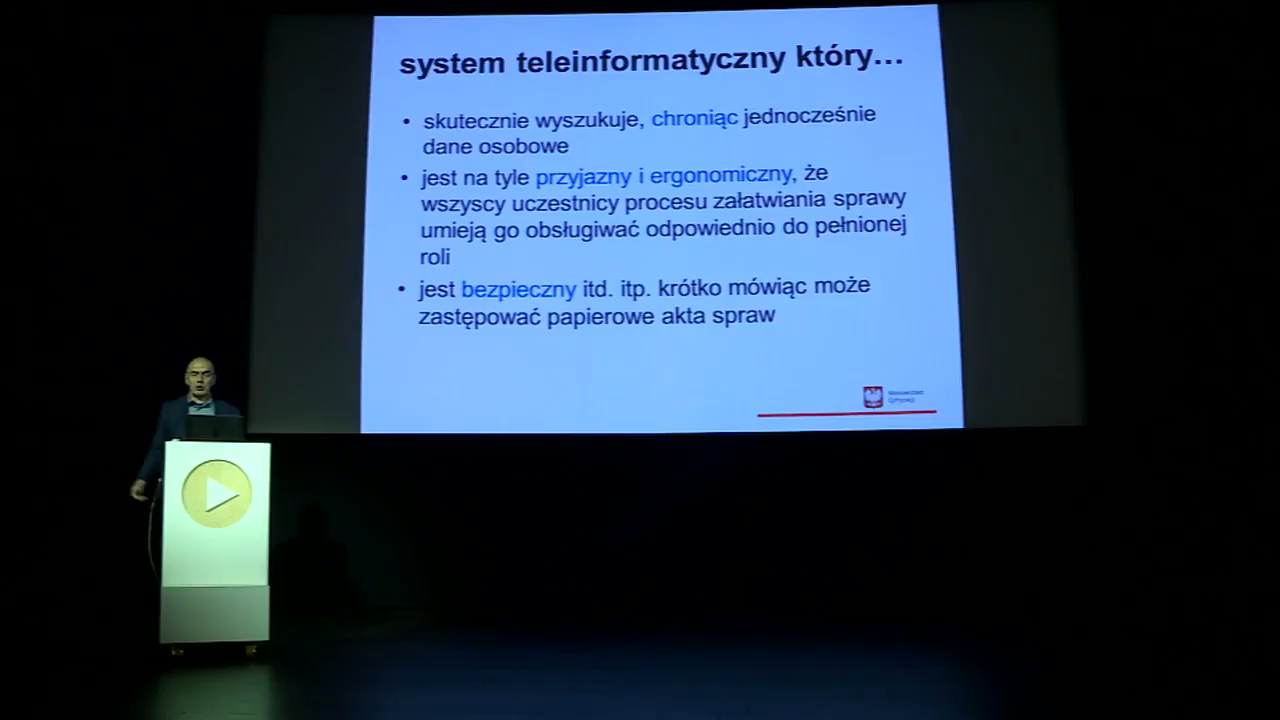 system teleinformatyczny który...
• skutecznie wyszukuje, chroniąc jednocześnie
dane osobowe
• jest na tyle przyjazny i ergonomiczny, że
wszyscy uczestnicy procesu załatwiania sprawy
umieją go obsługiwać odpowiednio do pełnionej
roli
• jest bezpieczny itd. itp. krótko mówiąc może
zastępować papierowe akta spraw
Ministerstwo
Cyfryzacji